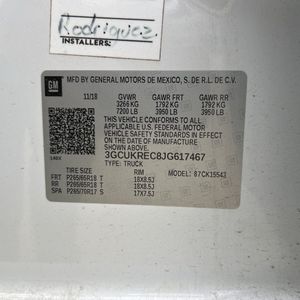 Rodriguez
INSTALLERS:
GM
MFD BY GENERAL MOTORS DE MEXICO, S. DE R.L. DE C.V.
11/18 GVWR GAWR FRT GAWR RR
3266 KG 1792 KG 1792 KG
7200 LB 3950 LB 3950 LB
THIS VEHICLE CONFORMS TO ALL
APPLICABLE U.S. FEDERAL MOTOR
VEHICLE SAFETY STANDARDS IN EFFECT
ON THE DATE OF MANUFACTURE
SHOWN ABOVE.
3GCUKREC8JG617467
TYPE: TRUCK
TIRE SIZE RIM MODEL: 87CK15543
FRT P265/65R18 T 18X8.5J
RR P265/65R18 T 18X8.5J
SPA P265/70R17 S 17X7.5J